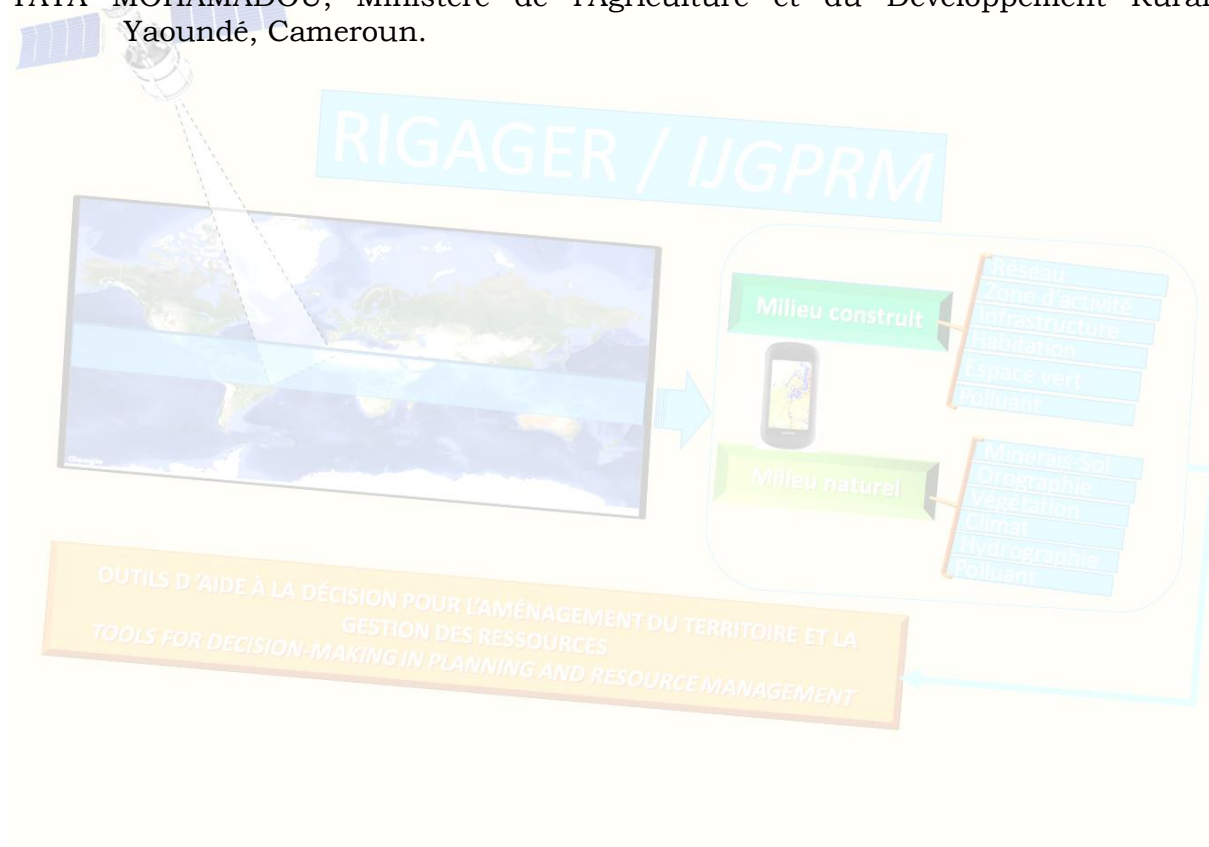 MOHAMADOU, Ministère de l'Agriculture et du Développement Rural
Yaoundé, Cameroun.
RIGAGER / IJGPRM
Réseau
Zone d'activité
Infrastructure
Habitation
Espace vert
Polluant
Milieu construit
Minerais-Sol
Orographie
Végétation
Climat
Hydrographie
Polluant
Milieu naturel
OUTILS D'AIDE À LA DÉCISION POUR L'AMÉNAGEMENT DU TERRITOIRE ET LA
GESTION DES RESSOURCES
TOOLS FOR DECISION-MAKING IN PLANNING AND RESOURCE MANAGEMENT